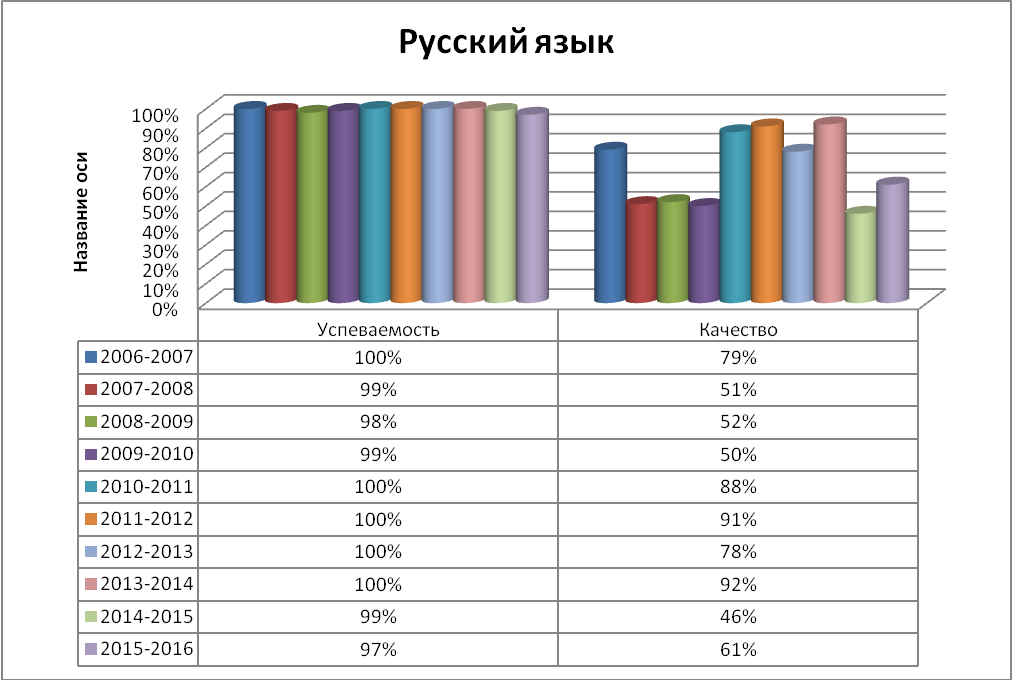 Русский язык
Название оси
100%
90%
80%
70%
60%
50%
40%
30%
20%
10%
0%
Успеваемость Качество
2006-2007 100% 79%
2007-2008 99% 51%
2008-2009 98% 52%
2009-2010 99% 50%
2010-2011 100% 88%
2011-2012 100% 91%
2012-2013 100% 78%
2013-2014 100% 92%
2014-2015 99% 46%
2015-2016 97% 61%